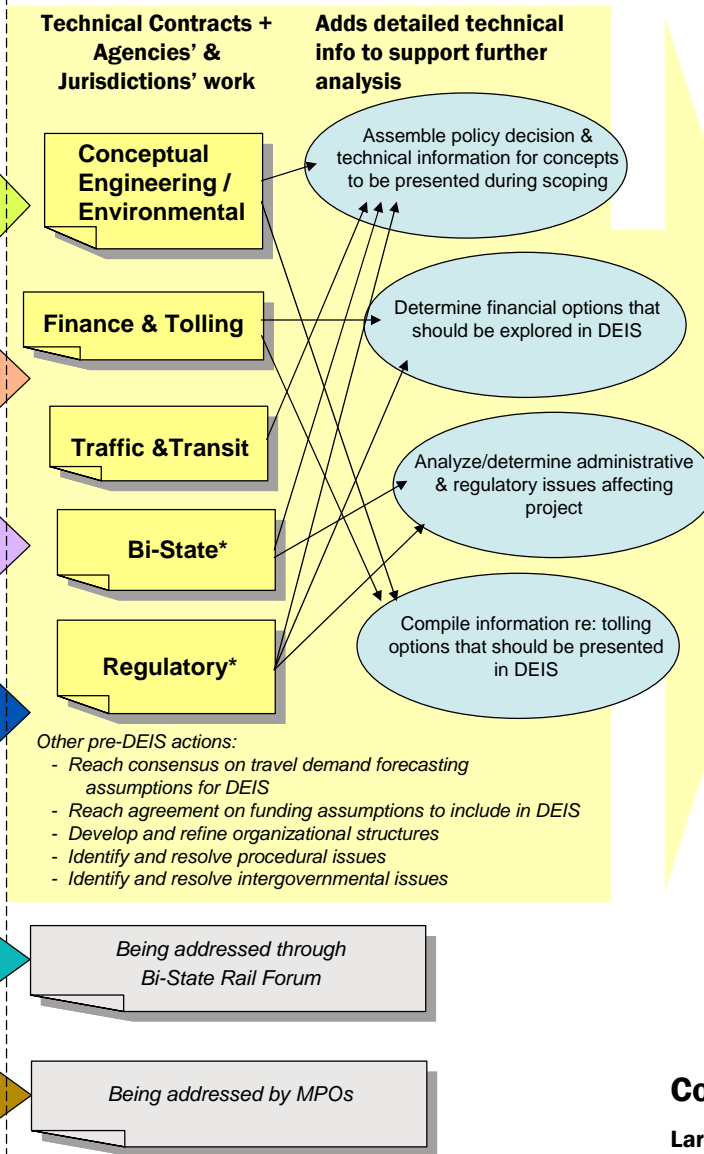 Technical Contracts +
Agencies’ &
Jurisdictions’ work
Adds detailed technical
info to support further
analysis
Conceptual
Engineering /
Environmental
Assemble policy decision &
technical information for concepts
to be presented during scoping
Finance & Tolling
Determine financial options that
should be explored in DEIS
Traffic &Transit
Analyze/determine administrative
& regulatory issues affecting
project
Bi-State*
Regulatory*
Compile information re: tolling
options that should be presented
in DEIS
Other pre-DEIS actions:
- Reach consensus on travel demand forecasting
assumptions for DEIS
- Reach agreement on funding assumptions to include in DEIS
- Develop and refine organizational structures
- Identify and resolve procedural issues
- Identify and resolve intergovernmental issues
Being addressed through
Bi-State Rail Forum
Being addressed by MPOs